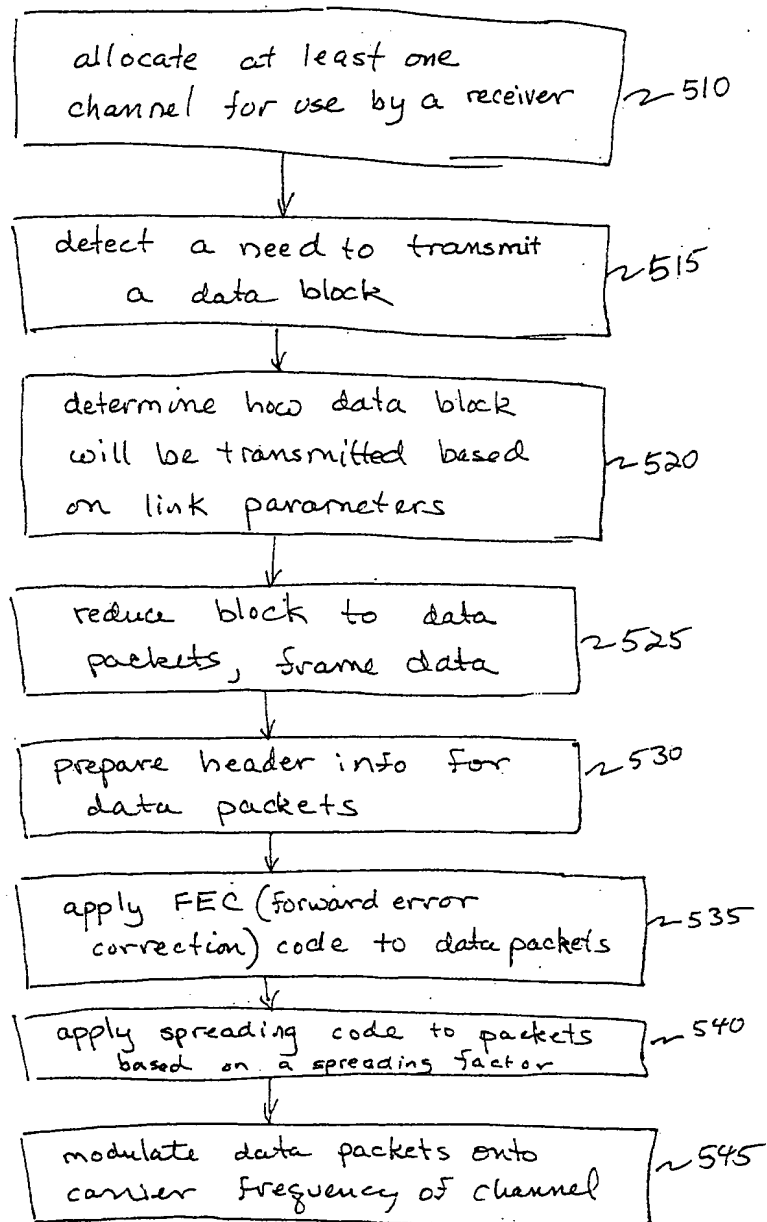 allocate at least one
channel for use by a receiver
510
detect a need to transmit
a data block
515
determine how data block
will be transmitted based
on link parameters
520
reduce block to data
packets, frame data
525
prepare header info for
data packets
530
apply FEC (forward error
correction) code to data packets
535
apply spreading code to packets
based on a spreading factor
540
modulate data packets onto
carrier frequency of channel
545